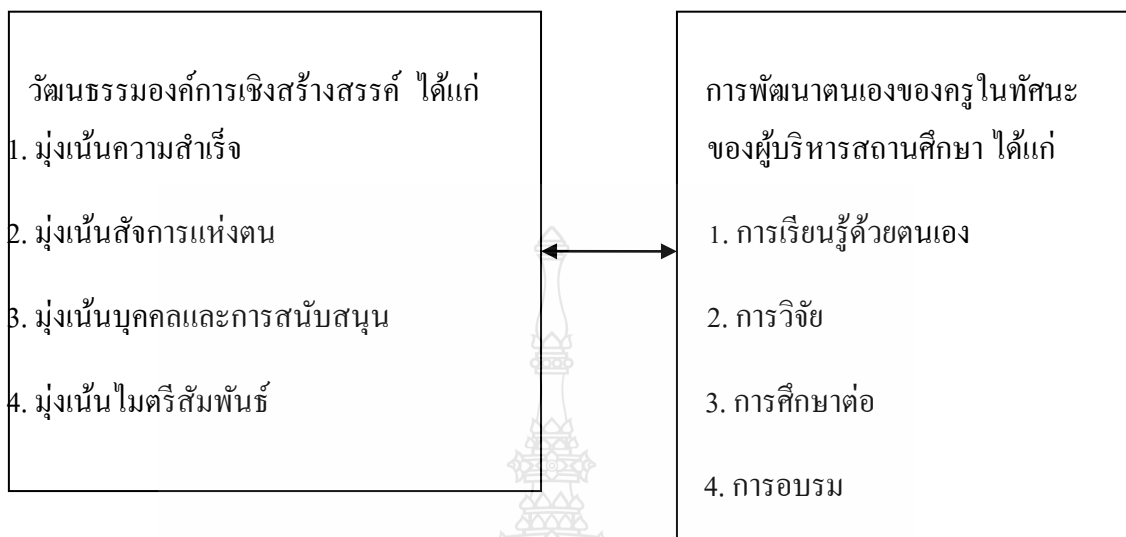 วัฒนธรรมองค์การเชิงสร้างสรรค์ ได้แก่
1. มุ่งเน้นความสำเร็จ
2. มุ่งเน้นสัจการแห่งตน
3. มุ่งเน้นบุคคลและการสนับสนุน
4. มุ่งเน้นไมตรีสัมพันธ์
การพัฒนาตนเองของครูในทัศนะ
ของผู้บริหารสถานศึกษา ได้แก่
1. การเรียนรู้ด้วยตนเอง
2. การวิจัย
3. การศึกษาต่อ
4. การอบรม